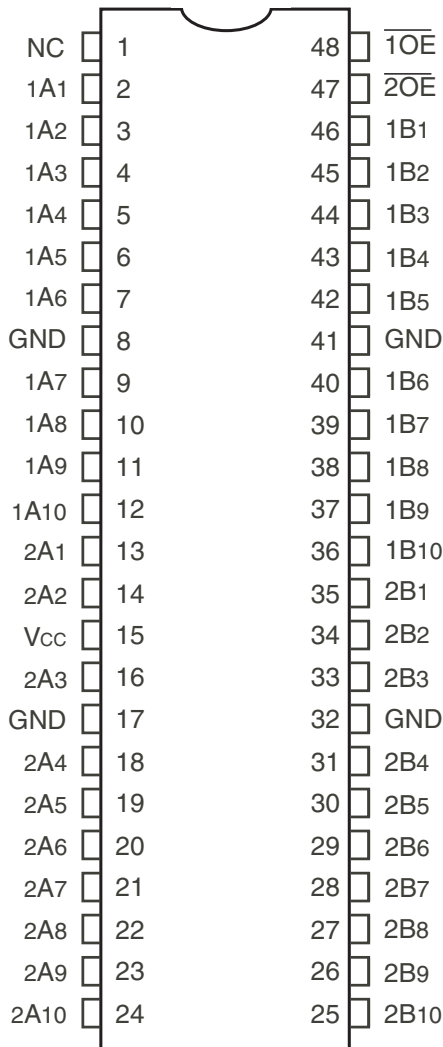 NC 1 48 1OE
1A1 2 47 2OE
1A2 3 46 1B1
1A3 4 45 1B2
1A4 5 44 1B3
1A5 6 43 1B4
1A6 7 42 1B5
GND 8 41 GND
1A7 9 40 1B6
1A8 10 39 1B7
1A9 11 38 1B8
1A10 12 37 1B9
2A1 13 36 1B10
2A2 14 35 2B1
VCC 15 34 2B2
2A3 16 33 2B3
GND 17 32 GND
2A4 18 31 2B4
2A5 19 30 2B5
2A6 20 29 2B6
2A7 21 28 2B7
2A8 22 27 2B8
2A9 23 26 2B9
2A10 24 25 2B10